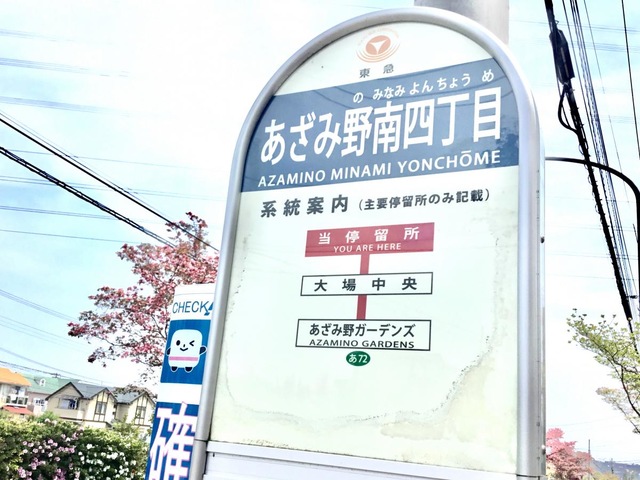 東急
の みなみ よんちょう め
あざみ野南四丁目
AZAMINO MINAMI YONCHŌME
系統案内(主要停留所のみ記載)
当停留所
YOU ARE HERE
大場中央
あざみ野ガーデンズ
AZAMINO GARDENS
あ72
CHECK
確